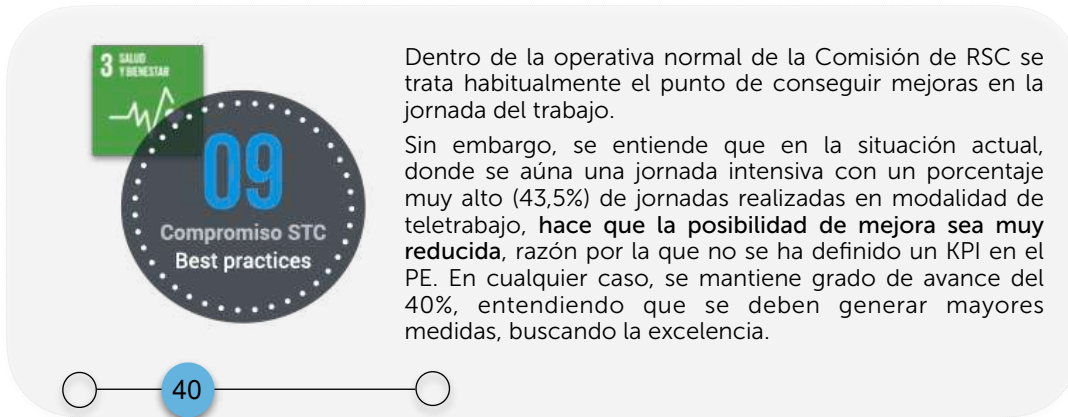 3 SALUD
Y BIENESTAR
09
Compromiso STC
Best practices
Dentro de la operativa normal de la Comisión de RSC se
trata habitualmente el punto de conseguir mejoras en la
jornada del trabajo.
Sin embargo, se entiende que en la situación actual,
donde se aúna una jornada intensiva con un porcentaje
muy alto (43,5%) de jornadas realizadas en modalidad de
teletrabajo, hace que la posibilidad de mejora sea muy
reducida, razón por la que no se ha definido un KPI en el
PE. En cualquier caso, se mantiene grado de avance del
40%, entendiendo que se deben generar mayores
medidas, buscando la excelencia.
40